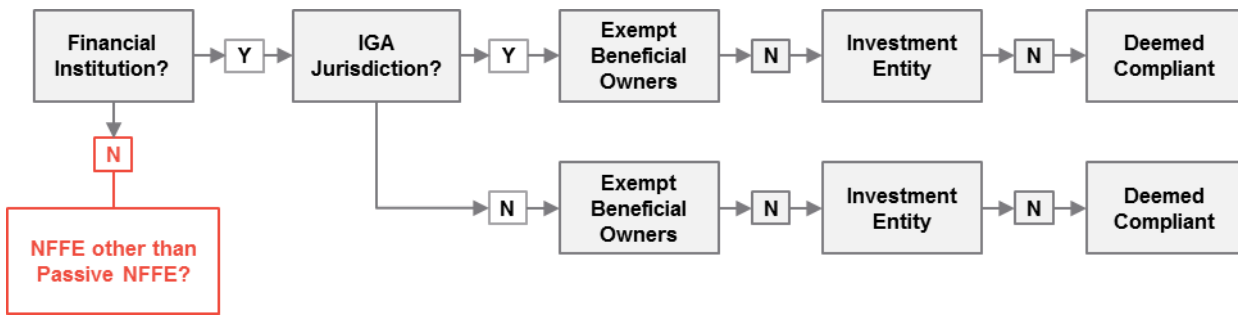 Financial
Institution?
Y
IGA
Jurisdiction?
Y
Exempt
Beneficial
Owners
N
Investment
Entity
N
Deemed
Compliant
N
NFFE other than
Passive NFFE?
N
Exempt
Beneficial
Owners
N
Investment
Entity
N
Deemed
Compliant